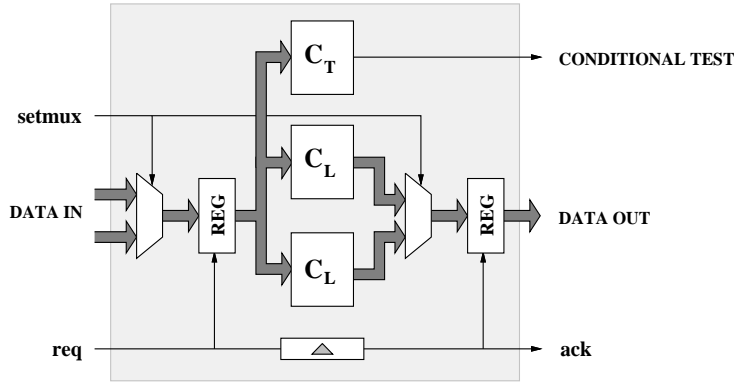 C_T
CONDITIONAL TEST
setmux
C_L
DATA IN
REG
REG
DATA OUT
C_L
req
ack